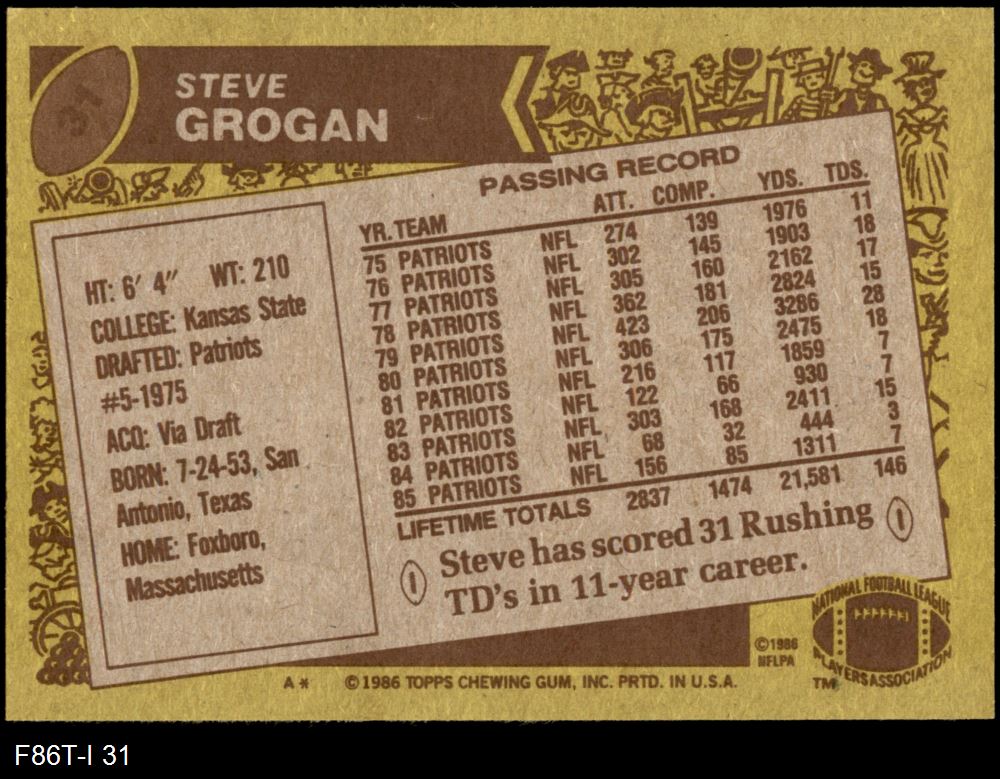 31
STEVE
GROGAN
PASSING RECORD
YR. TEAM ATT. COMP. YDS. TDS.
75 PATRIOTS NFL 274 139 1976 11
76 PATRIOTS NFL 302 145 1903 18
77 PATRIOTS NFL 305 160 2162 17
78 PATRIOTS NFL 362 181 2824 15
79 PATRIOTS NFL 423 206 3286 28
80 PATRIOTS NFL 306 175 2475 18
81 PATRIOTS NFL 216 117 1859 7
82 PATRIOTS NFL 122 66 930 7
83 PATRIOTS NFL 303 168 2411 15
84 PATRIOTS NFL 68 32 444 3
85 PATRIOTS NFL 156 85 1311 7
LIFETIME TOTALS 2837 1474 21,581 146
HT: 6' 4" WT: 210
COLLEGE: Kansas State
DRAFTED: Patriots
#5-1975
ACQ: Via Draft
BORN: 7-24-53, San
Antonio, Texas
HOME: Foxboro,
Massachusetts
Steve has scored 31 Rushing
TD's in 11-year career.
NATIONAL FOOTBALL LEAGUE
PLAYERS ASSOCIATION
TM
©1986
NFLPA
A* ©1986 TOPPS CHEWING GUM, INC. PRTD. IN U.S.A.
F86T-I 31